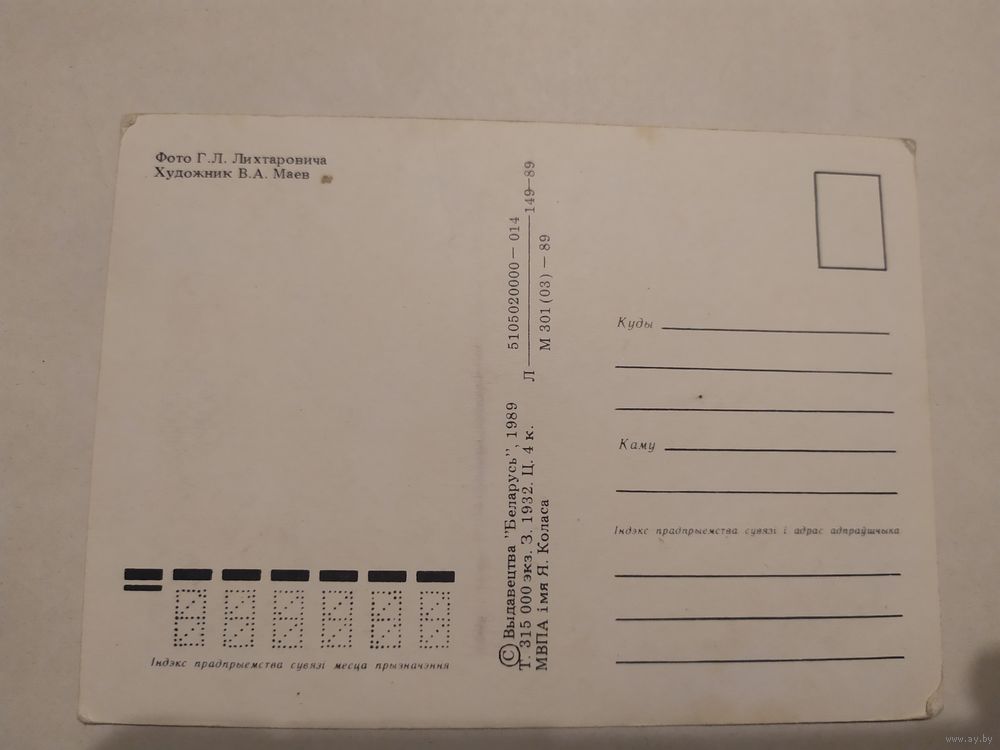 Фото Г.Л. Лихтаровича
Художник В.А. Маев
Індэкс прадпрыемства сувязі месца прызначэння
© Выдавецтва "Беларусь", 1989
Т. 315 000 экз. З. 1932. Ц. 4 к.
МВПА імя Я. Коласа
5105020000—014
Л 149—89
М 301(03)—89
Куды
Каму
Індэкс прадпрыемства сувязі і адрас адпраўшчыка
www.ay.by